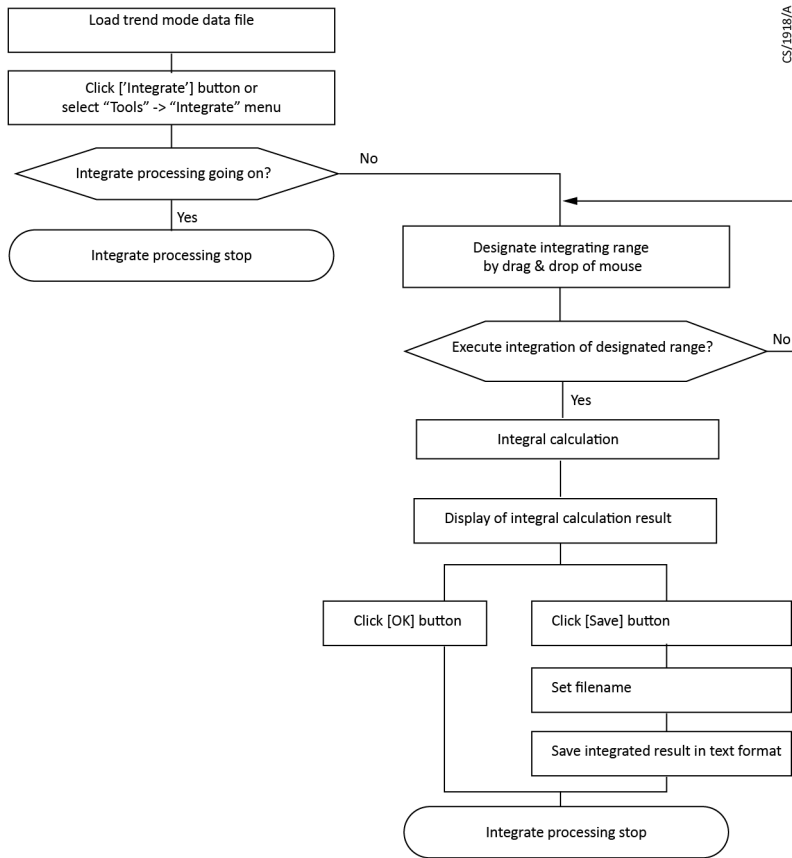 Load trend mode data file
CS/1918/A
Click ['Integrate'] button or
select “Tools” -> “Integrate” menu
Integrate processing going on?
No
Yes
Integrate processing stop
Designate integrating range
by drag & drop of mouse
Execute integration of designated range?
No
Yes
Integral calculation
Display of integral calculation result
Click [OK] button
Click [Save] button
Set filename
Save integrated result in text format
Integrate processing stop